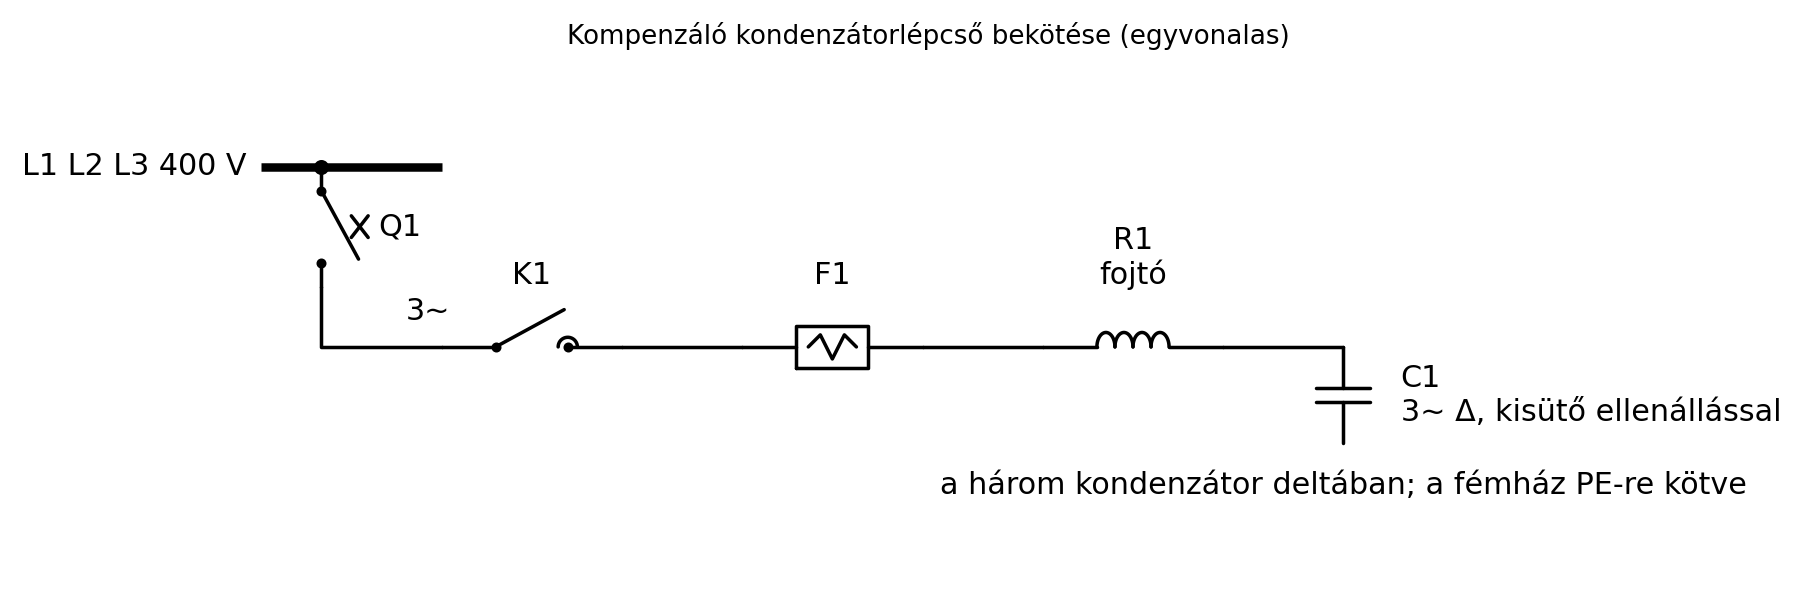 Kompenzáló kondenzátorlépcső bekötése (egyvonalas)
L1 L2 L3 400 V
Q1
3~
K1
F1
R1
fojtó
C1
3~ Δ, kisütő ellenállással
a három kondenzátor deltában; a fémház PE-re kötve